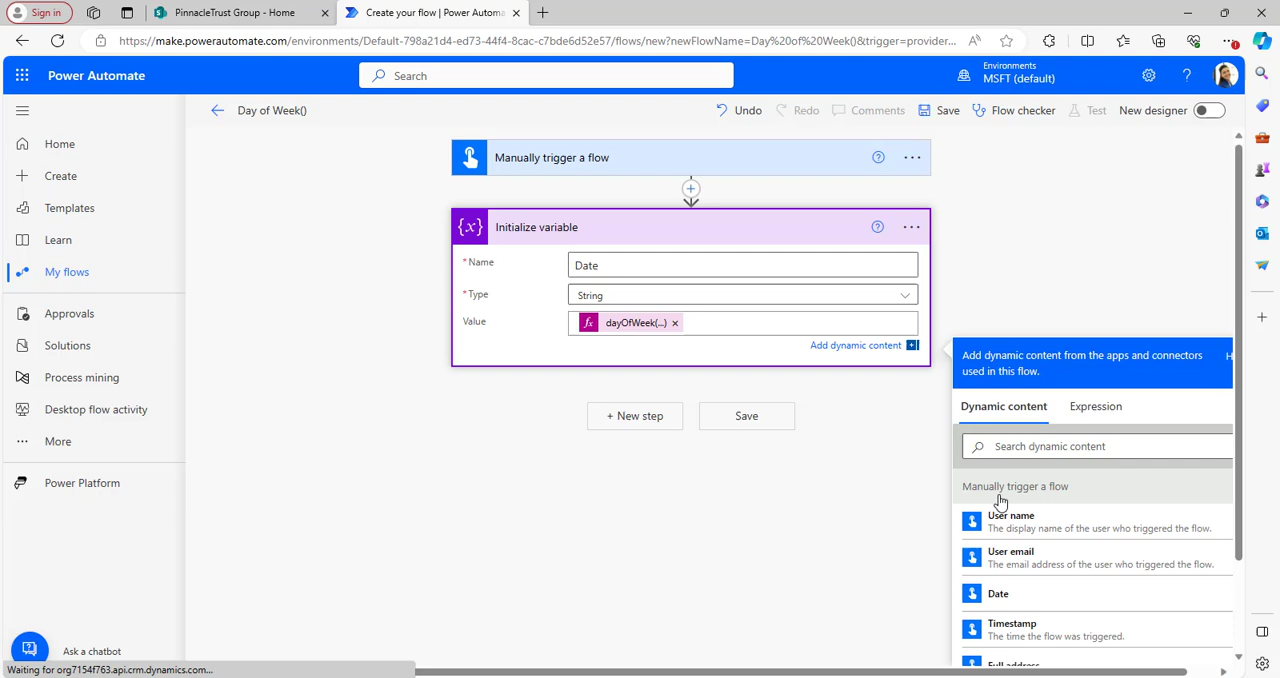 Sign in
PinnacleTrust Group - Home
Create your flow | Power Automa
https://make.powerautomate.com/environments/Default-798a21d4-ed73-44f4-8cac-c7bde6d52e57/flows/new?newFlowName=Day%20of%20Week()&trigger=provider...
Power Automate
Search
Environments
MSFT (default)
Day of Week()
Undo
Redo
Comments
Save
Flow checker
Test
New designer
Home
Create
Templates
Learn
My flows
Approvals
Solutions
Process mining
Desktop flow activity
More
Power Platform
Ask a chatbot
Waiting for org7154f763.api.crm.dynamics.com...
Manually trigger a flow
{x} Initialize variable
* Name
Date
* Type
String
Value
fx dayOfWeek(...) ×
Add dynamic content
+ New step
Save
Add dynamic content from the apps and connectors
used in this flow.
H
Dynamic content
Expression
Search dynamic content
Manually trigger a flow
User name
The display name of the user who triggered the flow.
User email
The email address of the user who triggered the flow.
Date
Timestamp
The time the flow was triggered.
Full address